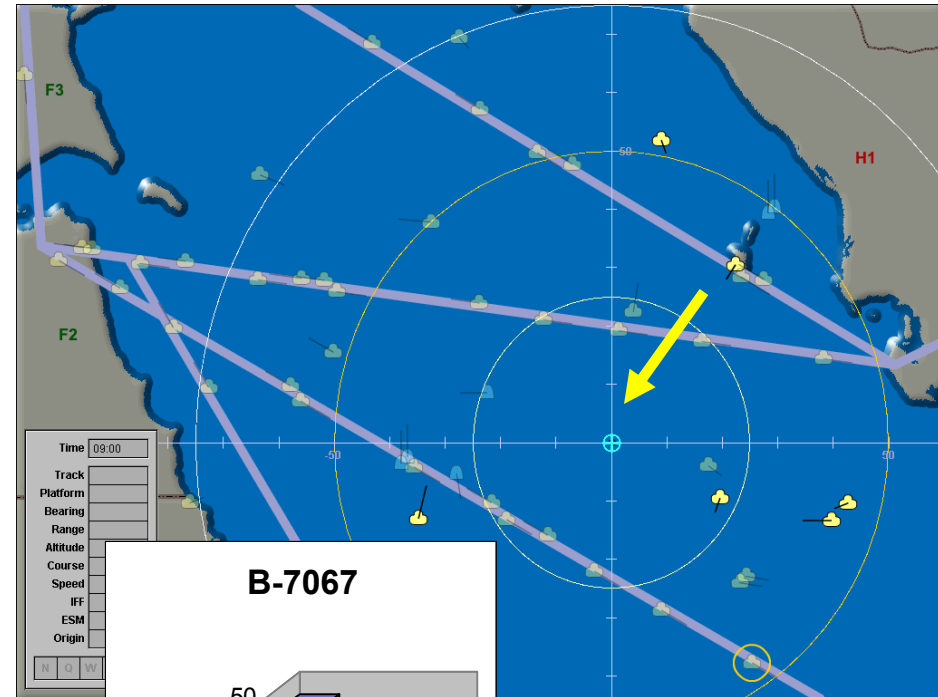 F3
50
H1
F2
-50
50
Time 09:00
Track
Platform
Bearing
Range
Altitude
Course
Speed
IFF
ESM
Origin
N Q W
B-7067
50